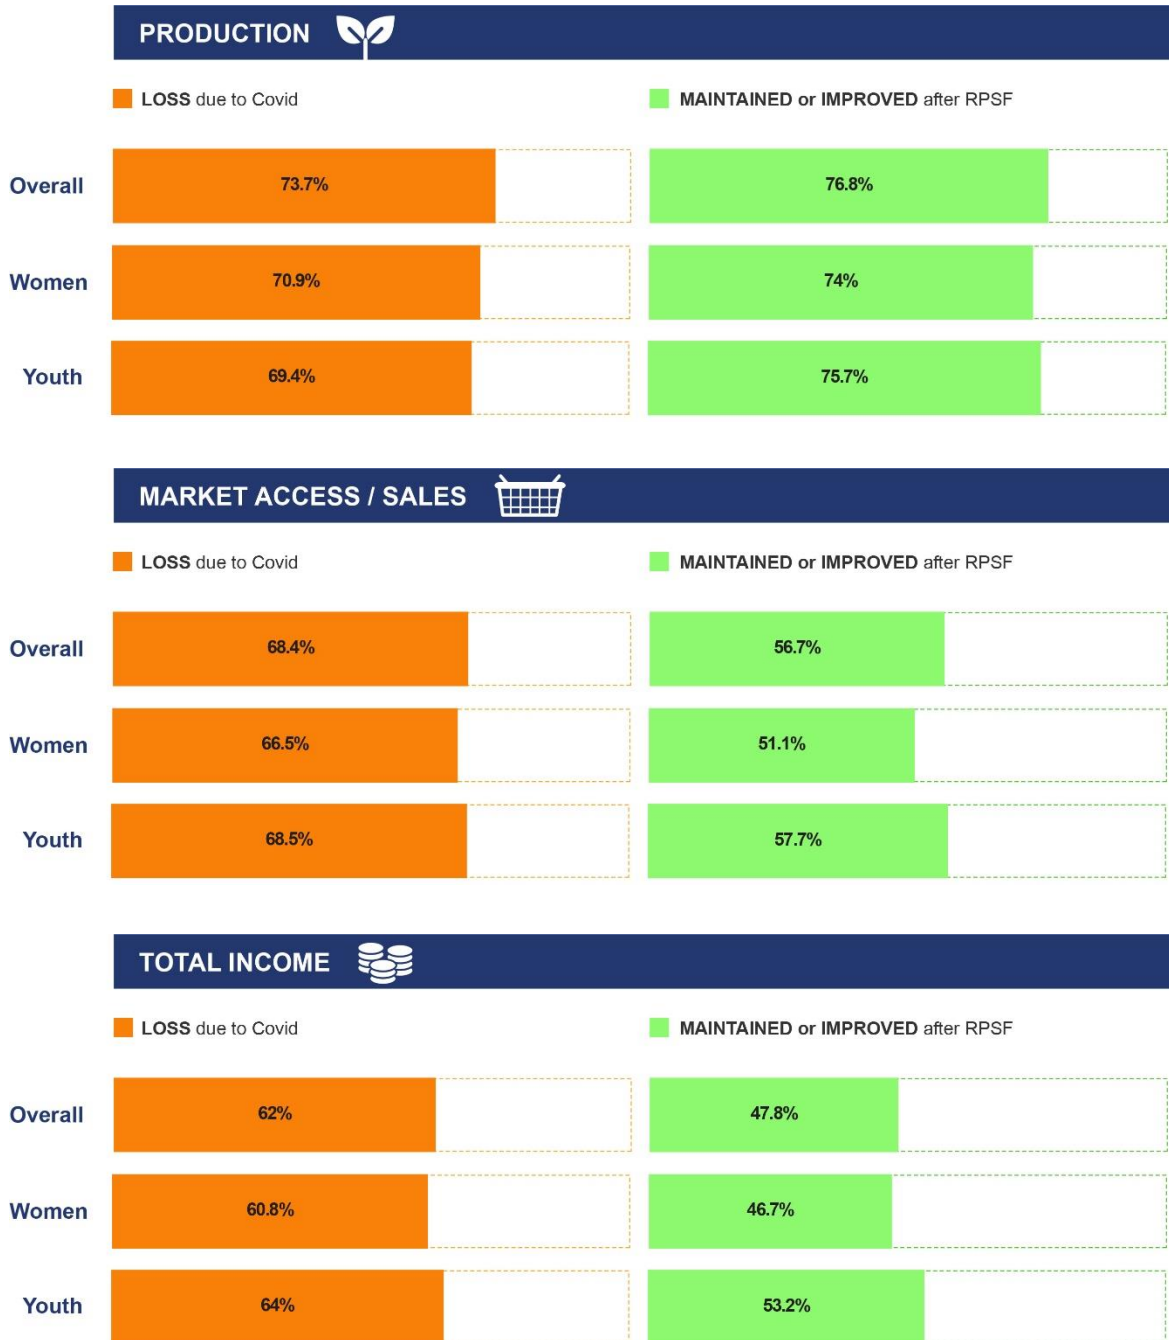 PRODUCTION
LOSS due to Covid MAINTAINED or IMPROVED after RPSF
Overall 73.7% 76.8%
Women 70.9% 74%
Youth 69.4% 75.7%
MARKET ACCESS / SALES
LOSS due to Covid MAINTAINED or IMPROVED after RPSF
Overall 68.4% 56.7%
Women 66.5% 51.1%
Youth 68.5% 57.7%
TOTAL INCOME
LOSS due to Covid MAINTAINED or IMPROVED after RPSF
Overall 62% 47.8%
Women 60.8% 46.7%
Youth 64% 53.2%